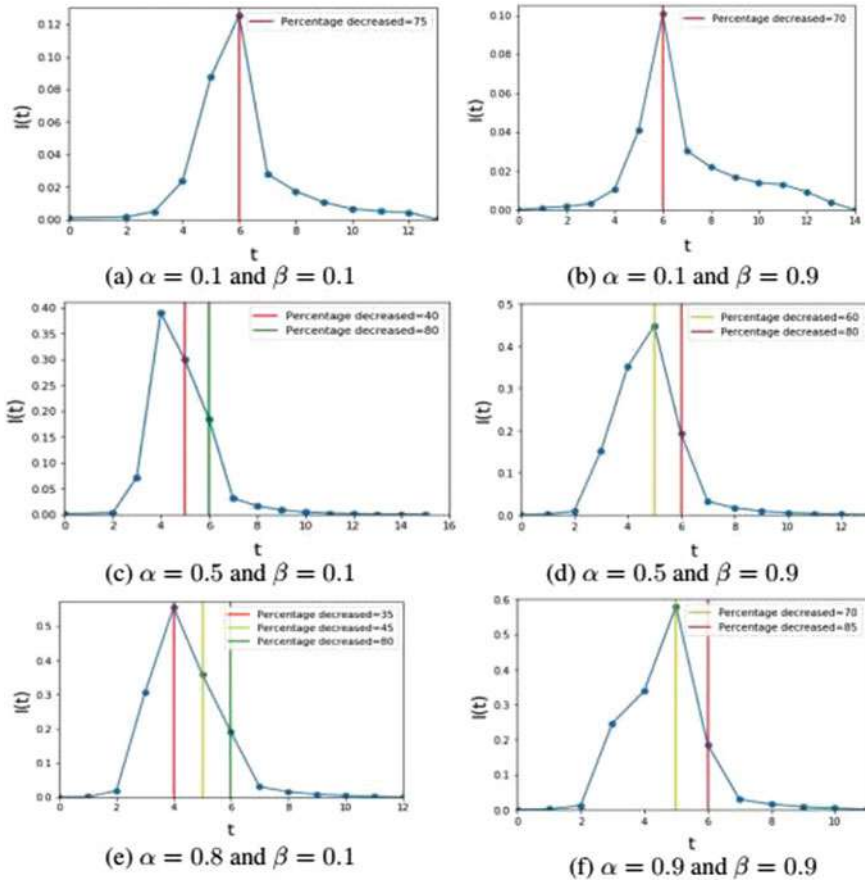 Percentage decreased=75
I(t)
0.12
0.10
0.08
0.06
0.04
0.02
0.00
0 2 4 6 8 10 12
t
(a) α = 0.1 and β = 0.1
Percentage decreased=70
I(t)
0.10
0.08
0.06
0.04
0.02
0.00
0 2 4 6 8 10 12 14
t
(b) α = 0.1 and β = 0.9
Percentage decreased=40
Percentage decreased=80
I(t)
0.40
0.35
0.30
0.25
0.20
0.15
0.10
0.05
0.00
0 2 4 6 8 10 12 14 16
t
(c) α = 0.5 and β = 0.1
Percentage decreased=60
Percentage decreased=80
I(t)
0.5
0.4
0.3
0.2
0.1
0.0
0 2 4 6 8 10 12
t
(d) α = 0.5 and β = 0.9
Percentage decreased=35
Percentage decreased=45
Percentage decreased=80
I(t)
0.5
0.4
0.3
0.2
0.1
0.0
0 2 4 6 8 10 12
t
(e) α = 0.8 and β = 0.1
Percentage decreased=70
Percentage decreased=85
I(t)
0.6
0.5
0.4
0.3
0.2
0.1
0.0
0 2 4 6 8 10
t
(f) α = 0.9 and β = 0.9